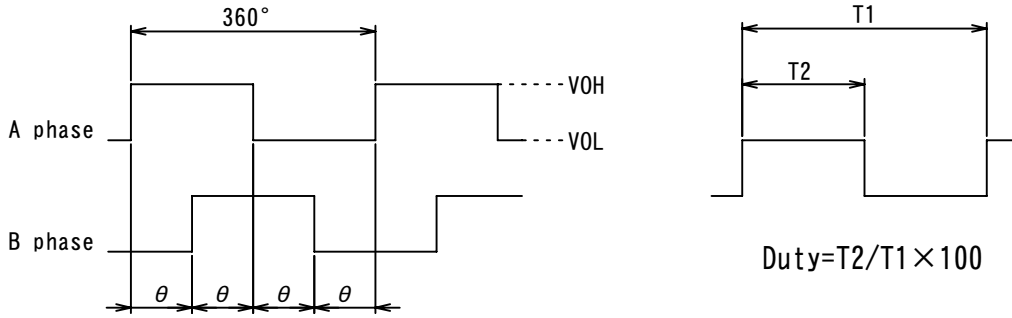 360°
T1
T2
VOH
A phase
VOL
B phase
Duty=T2/T1×100
θ θ θ θ